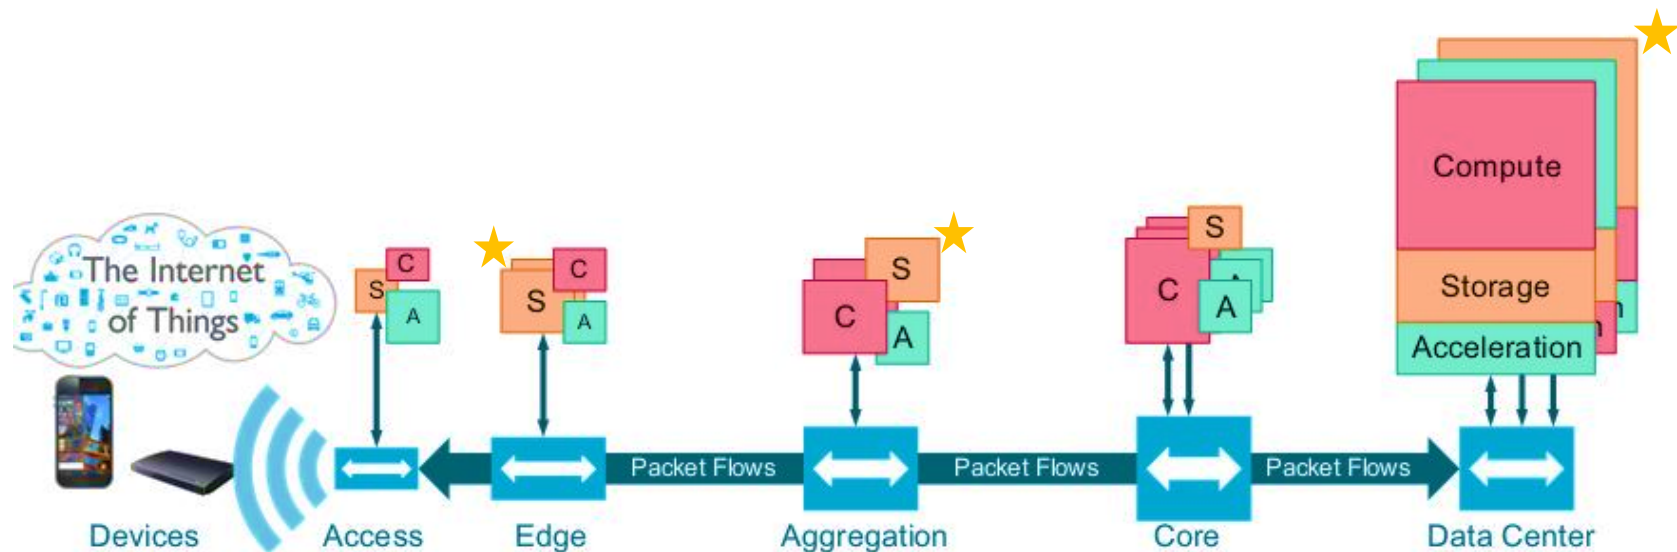 The Internet
of Things
C
S
A
C
S
A
S
C
A
S
C
A
A
Compute
Storage
Acceleration
n
n
Packet Flows
Packet Flows
Packet Flows
Devices
Access
Edge
Aggregation
Core
Data Center